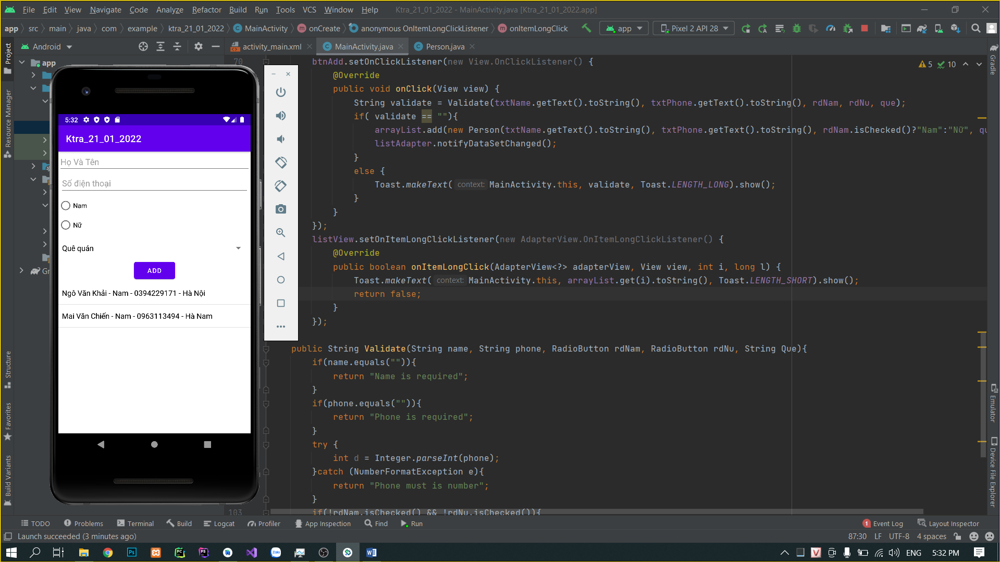 File Edit View Navigate Code Analyze Refactor Build Run Tools VCS Window Help Ktra_21_01_2022 - MainActivity.java [Ktra_21_01_2022.app]
app src main java com example ktra_21_01_2022 MainActivity onCreate anonymous OnItemLongClickListener onItemLongClick app Pixel 2 API 28
Android activity_main.xml MainActivity.java Person.java
Project
Resource Manager
Structure
Favorites
Build Variants
app
5:32
Ktra_21_01_2022
Họ Và Tên
Số điện thoại
Nam
Nữ
Quê quán
ADD
Ngô Văn Khải - Nam - 0394229171 - Hà Nội
Mai Văn Chiến - Nam - 0963113494 - Hà Nam
70
5 10
btnAdd.setOnClickListener(new View.OnClickListener() {
@Override
public void onClick(View view) {
String validate = Validate(txtName.getText().toString(), txtPhone.getText().toString(), rdNam, rdNu, que);
if( validate == ""){
arrayList.add(new Person(txtName.getText().toString(), txtPhone.getText().toString(), rdNam.isChecked()?"Nam":"Nữ", qu
listAdapter.notifyDataSetChanged();
}
else {
Toast.makeText( context: MainActivity.this, validate, Toast.LENGTH_LONG).show();
}
}
});
listView.setOnItemLongClickListener(new AdapterView.OnItemLongClickListener() {
@Override
public boolean onItemLongClick(AdapterView<?> adapterView, View view, int i, long l) {
Toast.makeText( context: MainActivity.this, arrayList.get(i).toString(), Toast.LENGTH_SHORT).show();
return false;
}
});
public String Validate(String name, String phone, RadioButton rdNam, RadioButton rdNu, String Que){
if(name.equals("")){
return "Name is required";
}
if(phone.equals("")){
return "Phone is required";
}
try {
int d = Integer.parseInt(phone);
}catch (NumberFormatException e){
return "Phone must is number";
}
103 if(!rdNam.isChecked() && !rdNu.isChecked()){
Gradle
Emulator
Device File Explorer
TODO Problems Terminal Build Logcat Profiler App Inspection Find Run 1 Event Log Layout Inspector
Launch succeeded (3 minutes ago) 87:30 LF UTF-8 4 spaces
ENG 5:32 PM